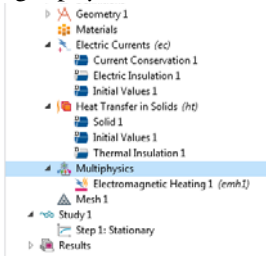 Geometry 1
Materials
Electric Currents (ec)
Current Conservation 1
Electric Insulation 1
Initial Values 1
Heat Transfer in Solids (ht)
Solid 1
Initial Values 1
Thermal Insulation 1
Multiphysics
Electromagnetic Heating 1 (emh1)
Mesh 1
Study 1
Step 1: Stationary
Results